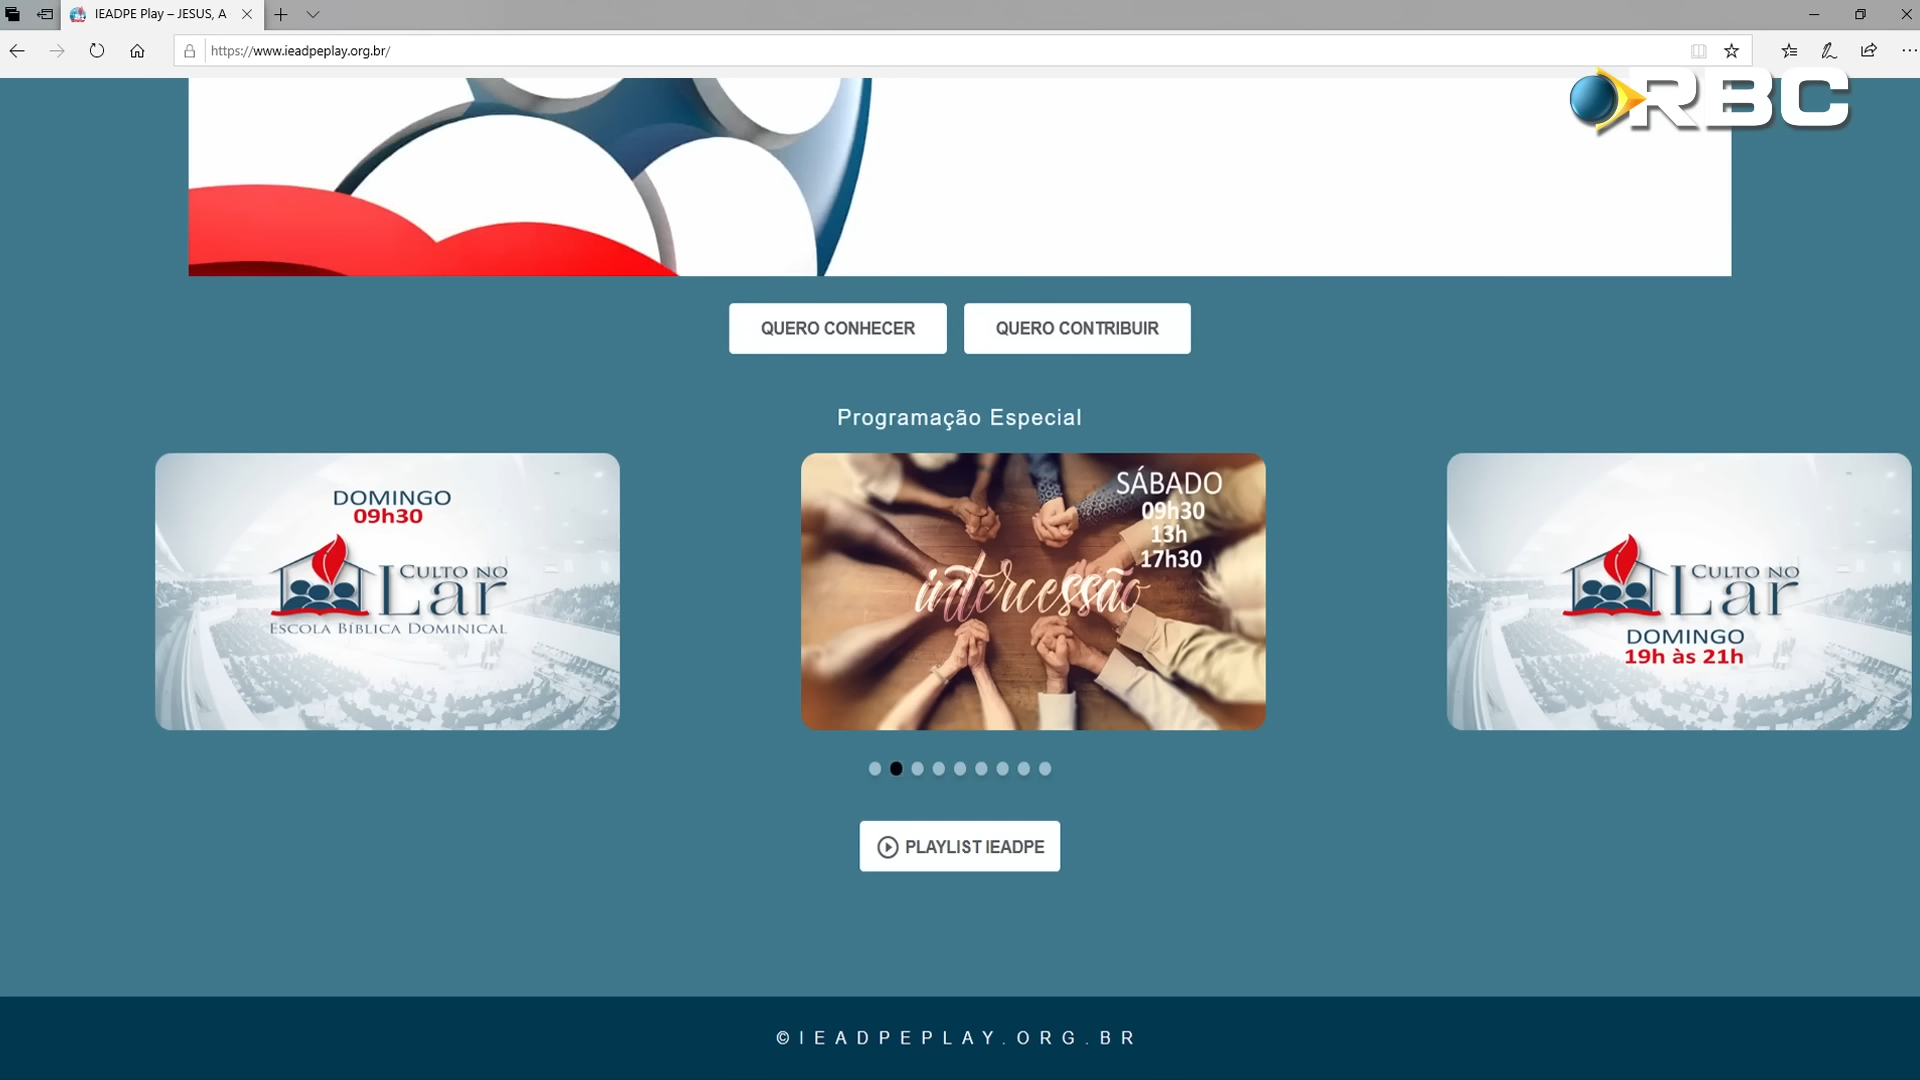 IEADPE Play – JESUS, A
https://www.ieadpeplay.org.br/
RBC
QUERO CONHECER
QUERO CONTRIBUIR
Programação Especial
DOMINGO
09h30
CULTO NO
Lar
ESCOLA BÍBLICA DOMINICAL
SÁBADO
09h30
13h
17h30
intercessão
CULTO NO
Lar
DOMINGO
19h às 21h
PLAYLIST IEADPE
©IEADPEPLAY.ORG.BR